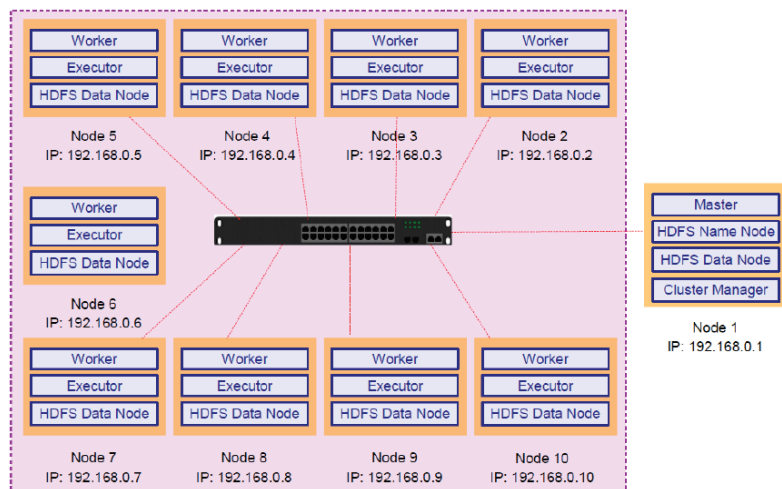 Worker
Executor
HDFS Data Node
Node 5
IP: 192.168.0.5
Worker
Executor
HDFS Data Node
Node 4
IP: 192.168.0.4
Worker
Executor
HDFS Data Node
Node 3
IP: 192.168.0.3
Worker
Executor
HDFS Data Node
Node 2
IP: 192.168.0.2
Worker
Executor
HDFS Data Node
Node 6
IP: 192.168.0.6
Master
HDFS Name Node
HDFS Data Node
Cluster Manager
Node 1
IP: 192.168.0.1
Worker
Executor
HDFS Data Node
Node 7
IP: 192.168.0.7
Worker
Executor
HDFS Data Node
Node 8
IP: 192.168.0.8
Worker
Executor
HDFS Data Node
Node 9
IP: 192.168.0.9
Worker
Executor
HDFS Data Node
Node 10
IP: 192.168.0.10